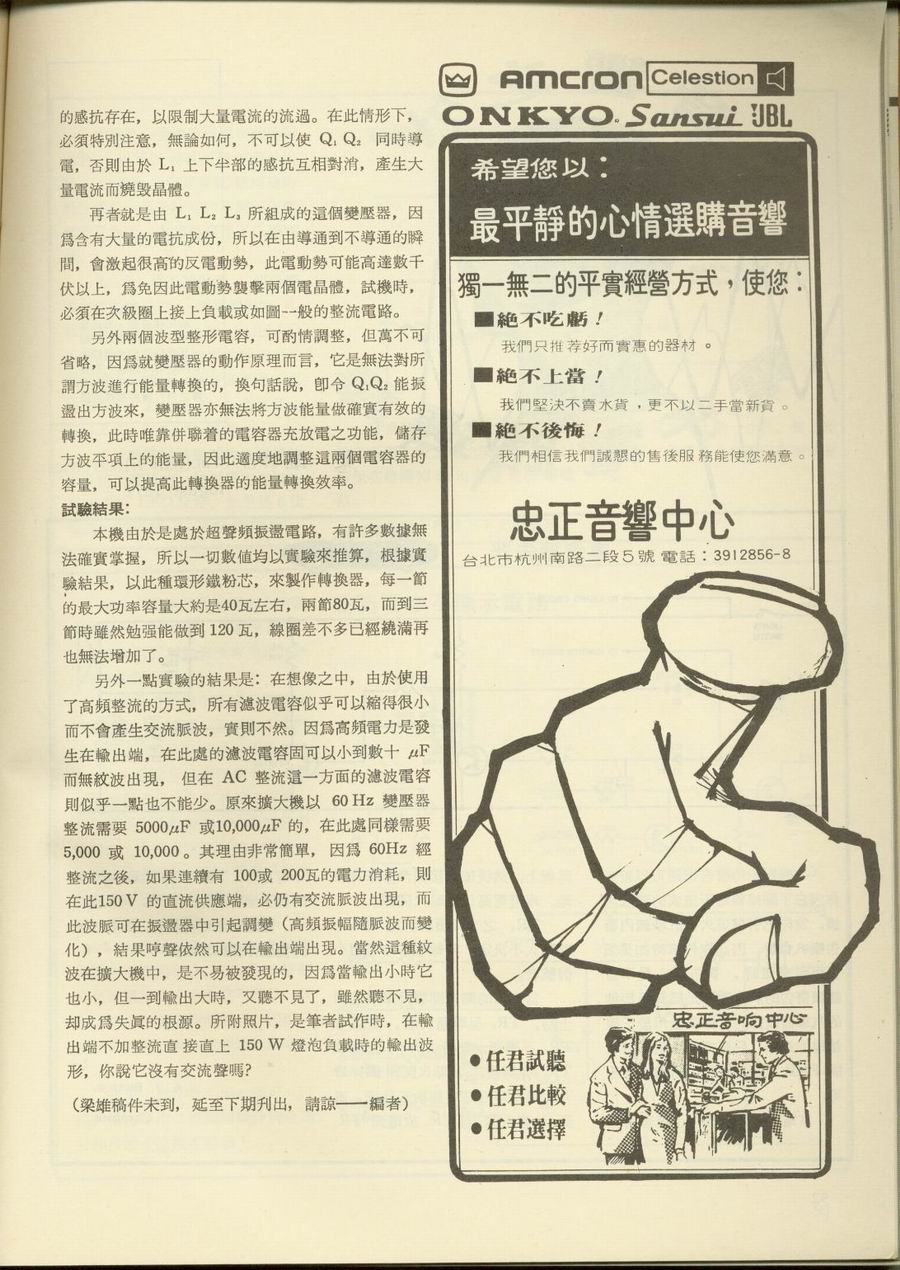 的感抗存在，以限制大量電流的流過。在此情形下，
必須特別注意，無論如何，不可以使 Q₁ Q₂ 同時導
電，否則由於 L₁ 上下半部的感抗互相對消，產生大
量電流而燒毁晶體。
再者就是由 L₁ L₂ L₃ 所組成的這個變壓器，因
爲含有大量的電抗成份，所以在由導通到不導通的瞬
間，會激起很高的反電動勢，此電動勢可能高達數千
伏以上，爲免因此電動勢襲擊兩個電晶體，試機時，
必須在次級圈上接上負載或如圖一般的整流電路。
另外兩個波型整形電容，可酌情調整，但萬不可
省略，因爲就變壓器的動作原理而言，它是無法對所
謂方波進行能量轉換的，換句話說，卽令 Q₁Q₂ 能振
盪出方波來，變壓器亦無法將方波能量做確實有效的
轉換，此時唯靠併聯着的電容器充放電之功能，儲存
方波平項上的能量，因此適度地調整這兩個電容器的
容量，可以提高此轉換器的能量轉換效率。
試驗結果：
本機由於是處於超聲頻振盪電路，有許多數據無
法確實掌握，所以一切數值均以實驗來推算，根據實
驗結果，以此種環形鐵粉芯，來製作轉換器，每一節
的最大功率容量大約是40瓦左右，兩節80瓦，而到三
節時雖然勉强能做到 120 瓦，線圈差不多已經繞滿再
也無法增加了。
另外一點實驗的結果是：在想像之中，由於使用
了高頻整流的方式，所有濾波電容似乎可以縮得很小
而不會產生交流脈波，實則不然。因爲高頻電力是發
生在輸出端，在此處的濾波電容固可以小到數十 μF
而無紋波出現，但在 AC 整流這一方面的濾波電容
則似乎一點也不能少。原來擴大機以 60 Hz 變壓器
整流需要 5000μF 或10,000μF 的，在此處同樣需要
5,000 或 10,000。其理由非常簡單，因爲 60Hz 經
整流之後，如果連續有 100或 200瓦的電力消耗，則
在此150 V 的直流供應端，必仍有交流脈波出現，而
此波脈可在振盪器中引起調變（高頻振幅隨脈波而變
化），結果哼聲依然可以在輸出端出現。當然這種紋
波在擴大機中，是不易被發現的，因爲當輸出小時它
也小，但一到輸出大時，又聽不見了，雖然聽不見，
却成爲失眞的根源。所附照片，是筆者試作時，在輸
出端不加整流直接直上 150 W 燈泡負載時的輸出波
形，你說它沒有交流聲嗎？
（梁雄稿件未到，延至下期刋出，請諒——編者）
AMCRON Celestion
ONKYO. Sansui JBL
希望您以：
最平靜的心情選購音響
獨一無二的平實經營方式，使您：
■絕不吃虧！
我們只推荐好而實惠的器材。
■絕不上當！
我們堅決不賣水貨，更不以二手當新貨。
■絕不後悔！
我們相信我們誠懇的售後服務能使您滿意。
忠正音響中心
台北市杭州南路二段5號 電話：3912856-8
忠正音响中心
●任君試聽
●任君比較
●任君選擇